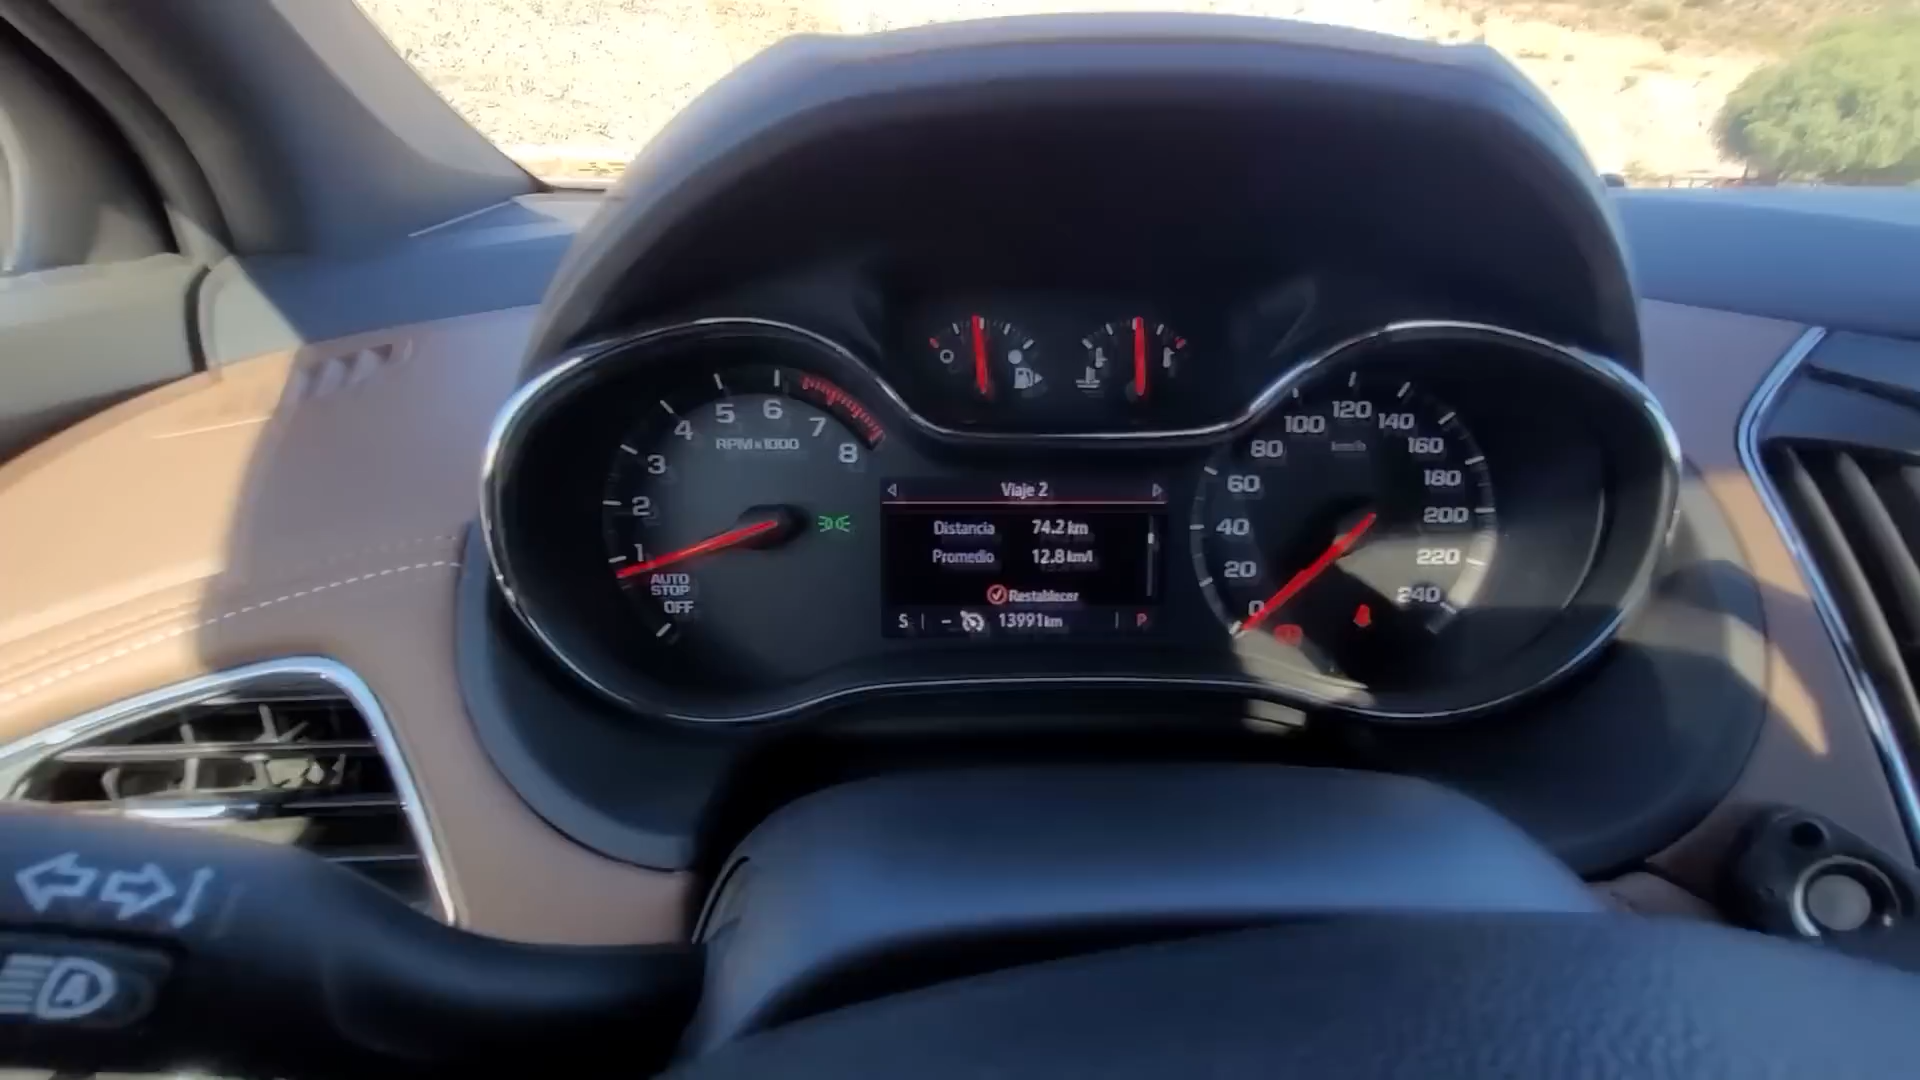 5
6
4
7
RPM x 1000
3
8
2
1
AUTO
STOP
OFF
Viaje 2
Distancia 74.2 km
Promedio 12.8 km/l
Restablecer
S - 13991 km P
100
120
140
80
km/h
160
60
180
40
200
20
220
0
240
A